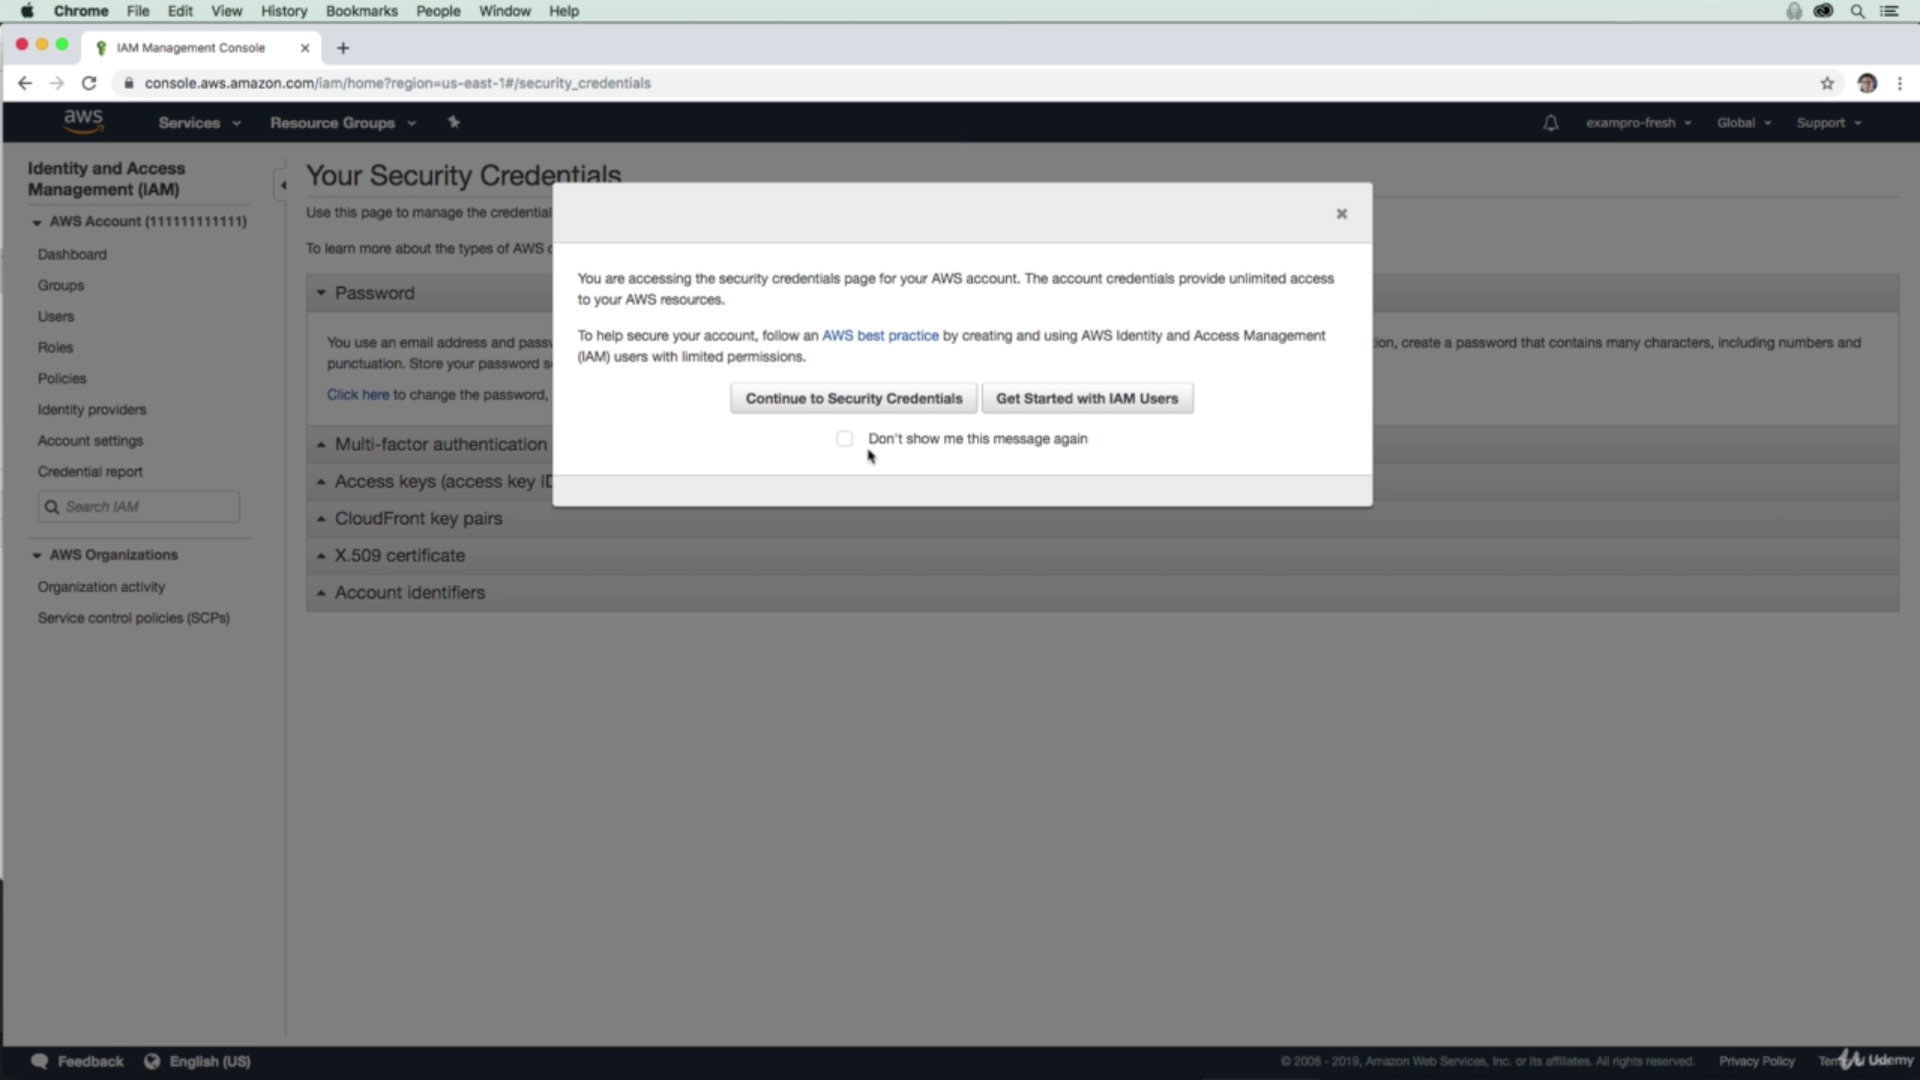 Chrome File Edit View History Bookmarks People Window Help
IAM Management Console
console.aws.amazon.com/iam/home?region=us-east-1#/security_credentials
aws Services Resource Groups exampro-fresh Global Support
Identity and Access
Management (IAM)
AWS Account (111111111111)
Dashboard
Groups
Users
Roles
Policies
Identity providers
Account settings
Credential report
Search IAM
AWS Organizations
Organization activity
Service control policies (SCPs)
Your Security Credentials
Use this page to manage the credential
To learn more about the types of AWS
Password
You use an email address and passw
ion, create a password that contains many characters, including numbers and
punctuation. Store your password s
Click here to change the password,
Multi-factor authentication
Access keys (access key ID
CloudFront key pairs
X.509 certificate
Account identifiers
You are accessing the security credentials page for your AWS account. The account credentials provide unlimited access
to your AWS resources.
To help secure your account, follow an AWS best practice by creating and using AWS Identity and Access Management
(IAM) users with limited permissions.
Continue to Security Credentials Get Started with IAM Users
Don't show me this message again
Feedback English (US) © 2008 - 2019, Amazon Web Services, Inc. or its affiliates. All rights reserved. Privacy Policy Udemy